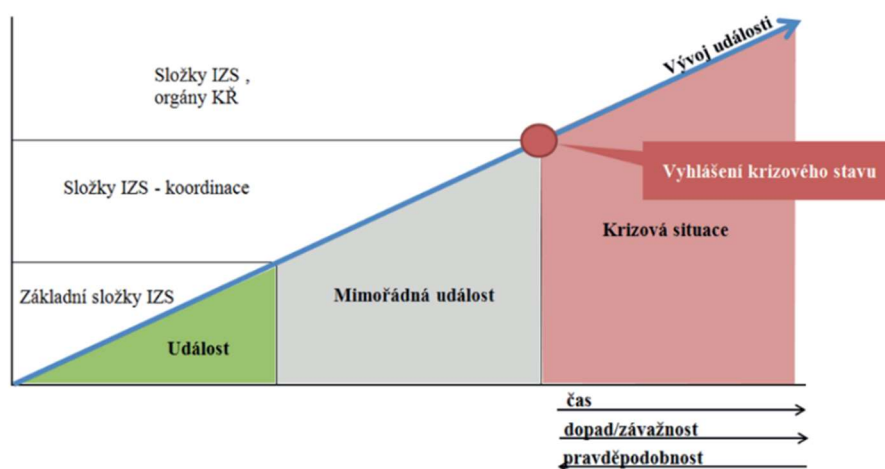 Vývoj události
Složky IZS ,
orgány KŘ
Vyhlášení krizového stavu
Složky IZS - koordinace
Krizová situace
Základní složky IZS
Mimořádná událost
Událost
čas
dopad/závažnost
pravděpodobnost